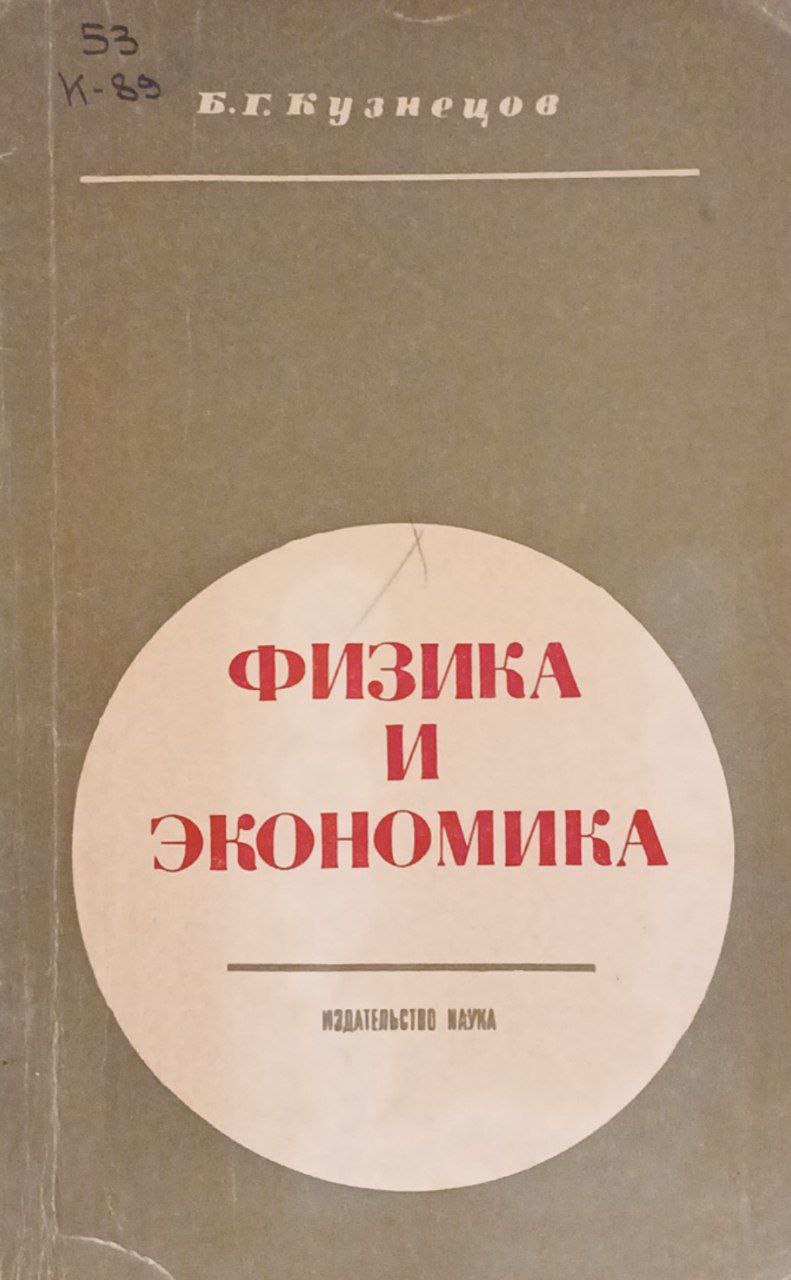 53
К-89
Б.Г. Кузнецов
ФИЗИКА
И
ЭКОНОМИКА
ИЗДАТЕЛЬСТВО НАУКА